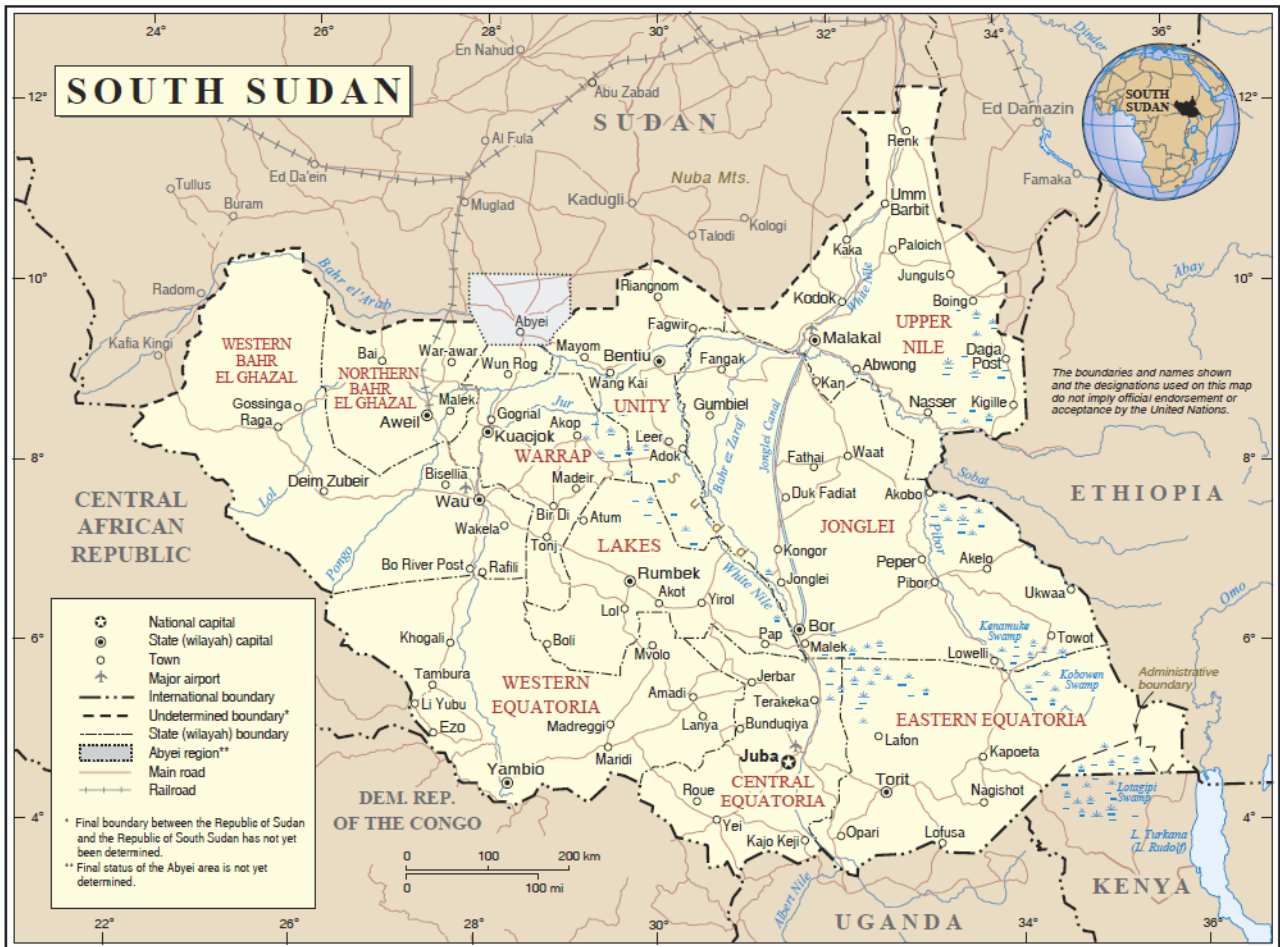 24°
26°
28°
30°
32°
34°
36°
En Nahud
Dinder
SOUTH SUDAN
12°
Abu Zabad
SUDAN
Ed Damazin
SOUTH
SUDAN
12°
Al Fula
Renk
Ed Da'ein
Nuba Mts.
Famaka
Tullus
Buram
Muglad
Kadugli
Kologi
Talodi
Umm
Barbit
Kaka
Paloich
10°
Bahr el'Arab
Riangnom
Junguls
Abay
10°
Radom
Kodok
White Nile
Boing
Abyei
Fagwir
UPPER
NILE
Kafia Kingi
WESTERN
BAHR
EL GHAZAL
Bai
War-awar
Wun Rog
Mayom
Bentiu
Fangak
Malakal
Daga
Post
NORTHERN
BAHR
EL GHAZAL
Wang Kai
Kan
Abwong
The boundaries and names shown
and the designations used on this map
do not imply official endorsement or
acceptance by the United Nations.
Gossinga
Raga
Malek
Aweil
Gogrial
Jur
UNITY
Gumbiel
Nasser
Kigille
Kuacjok
Akop
Leer
Adok
Bahr ez Zaraf
Jonglei Canal
8°
WARRAP
Fathai
Waat
8°
Deim Zubeir
Bisellia
Madeir
Sudd
Sobat
ETHIOPIA
CENTRAL
AFRICAN
REPUBLIC
Lol
Wau
Bir Di
Atum
Duk Fadiat
Akobo
Wakela
Tonj
LAKES
JONGLEI
Pibor
Pongo
Bo River Post
Rafili
Rumbek
Kongor
Peper
Akelo
White Nile
Jonglei
Pibor
Ukwaa
Omo
Akot
Lol
Yirol
6°
Khogali
Boli
Mvolo
Pap
Bor
Malek
Kenamuke
Swamp
Towot
Lowelli
6°
Tambura
WESTERN
EQUATORIA
Jerbar
Kobowen
Swamp
Administrative
boundary
Li Yubu
Ezo
Amadi
Terakeka
EASTERN EQUATORIA
Madreggi
Lanya
Bunduqiya
Lafon
Maridi
Juba
Kapoeta
Yambio
CENTRAL
EQUATORIA
Torit
Nagishot
Lotagipi
Swamp
DEM. REP.
OF THE CONGO
Roue
4°
Yei
Kajo Keji
Opari
Lofusa
L. Turkana
(L. Rudolf)
4°
0
100
200 km
0
100 mi
Albert Nile
UGANDA
KENYA
National capital
State (wilayah) capital
Town
Major airport
International boundary
Undetermined boundary*
State (wilayah) boundary
Abyei region**
Main road
Railroad
* Final boundary between the Republic of Sudan
and the Republic of South Sudan has not yet
been determined.
** Final status of the Abyei area is not yet
determined.
22°
26°
28°
30°
34°
36°